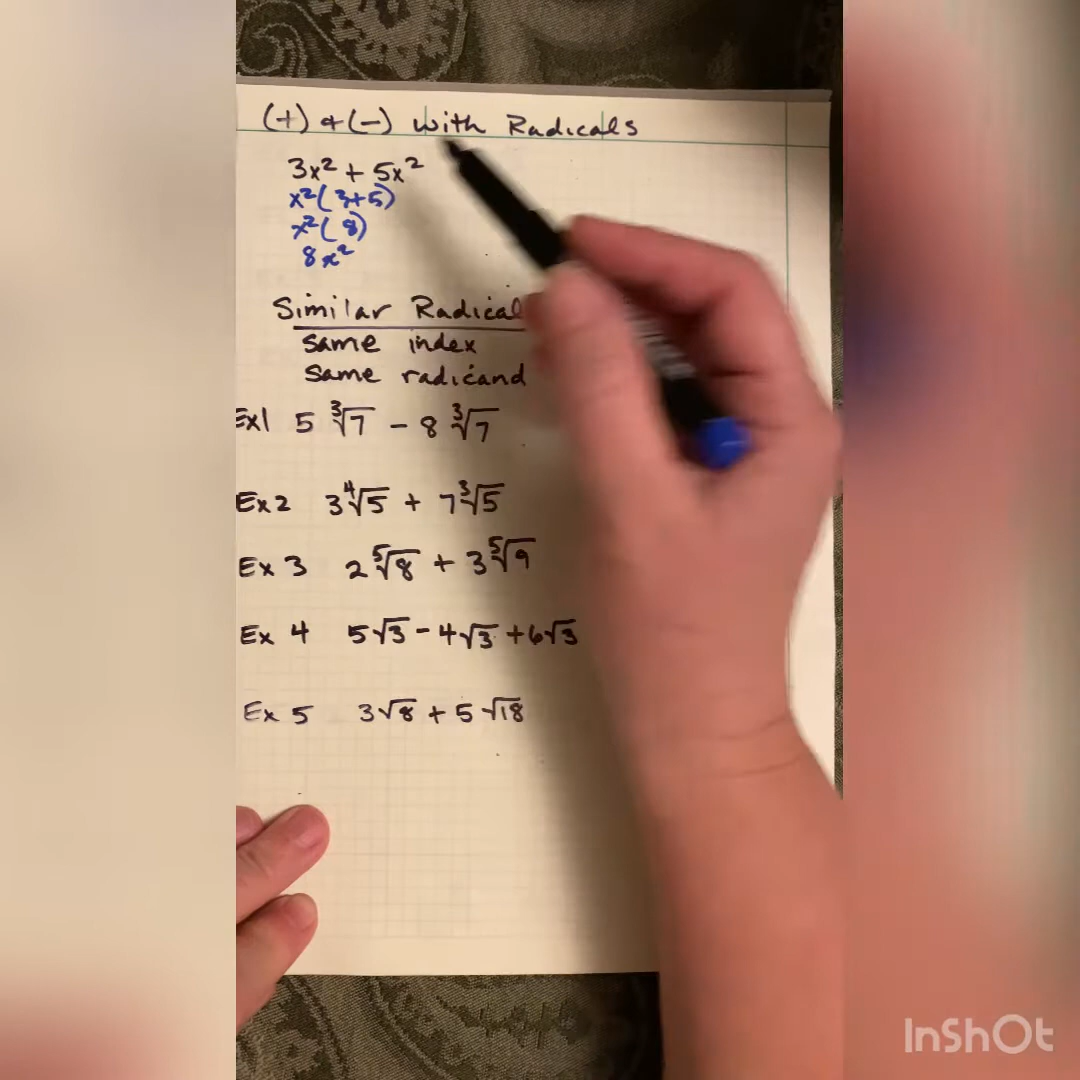 (+) & (-) with Radicals
3x² + 5x²
x²(3+5)
x²(8)
8x²
Similar Radical
Same index
Same radicand
Ex1 5 ∛7 - 8 ∛7
Ex2 3∜5 + 7∛5
Ex 3 2⁵√8 + 3⁵√9
Ex 4 5√3 - 4√3 + 6√3
Ex 5 3√8 + 5√18
InShOt